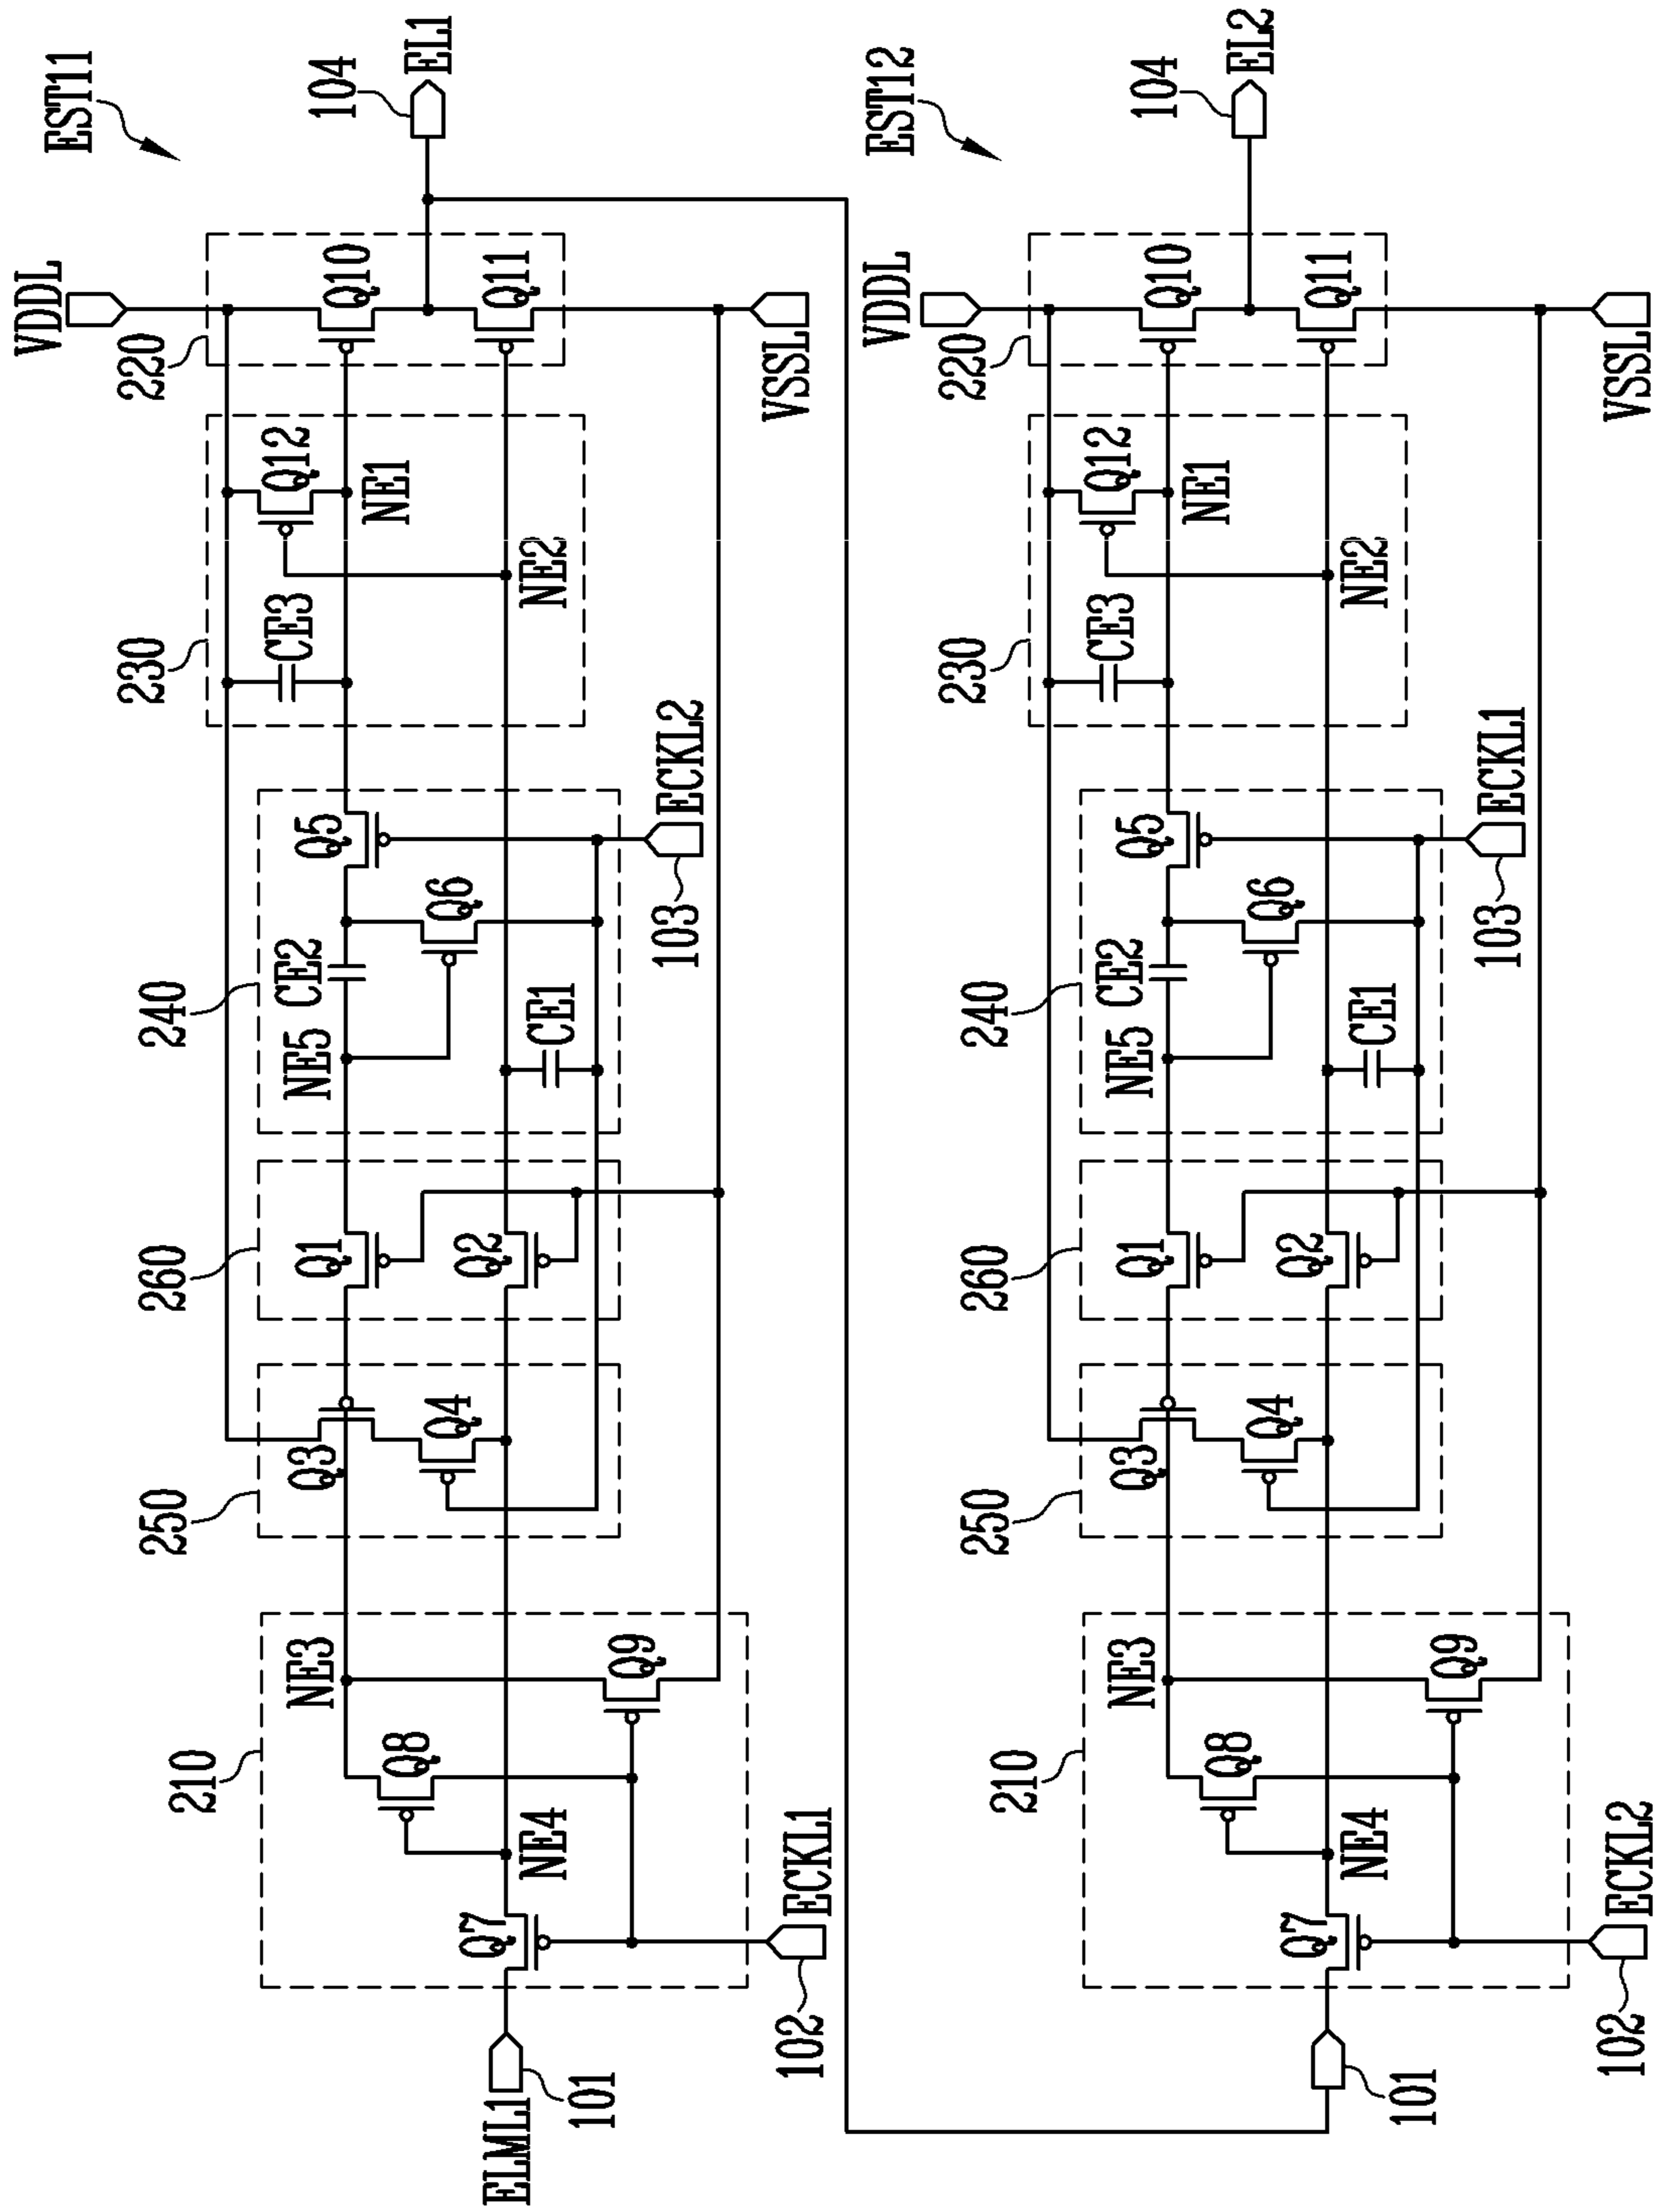 EST11
VDDL
220
Q10
Q11
104
EL1
VSSL
230
CE3
Q12
NE1
NE2
240
CE2
NE5
Q5
Q6
CE1
103
ECKL2
260
Q1
Q2
250
Q3
Q4
210
NE3
Q8
Q9
NE4
Q7
102
ECKL1
ELML1
101
EST12
VDDL
220
Q10
Q11
104
EL2
VSSL
230
CE3
Q12
NE1
NE2
240
CE2
NE5
Q5
Q6
CE1
103
ECKL1
260
Q1
Q2
250
Q3
Q4
210
NE3
Q8
Q9
NE4
Q7
102
ECKL2
101